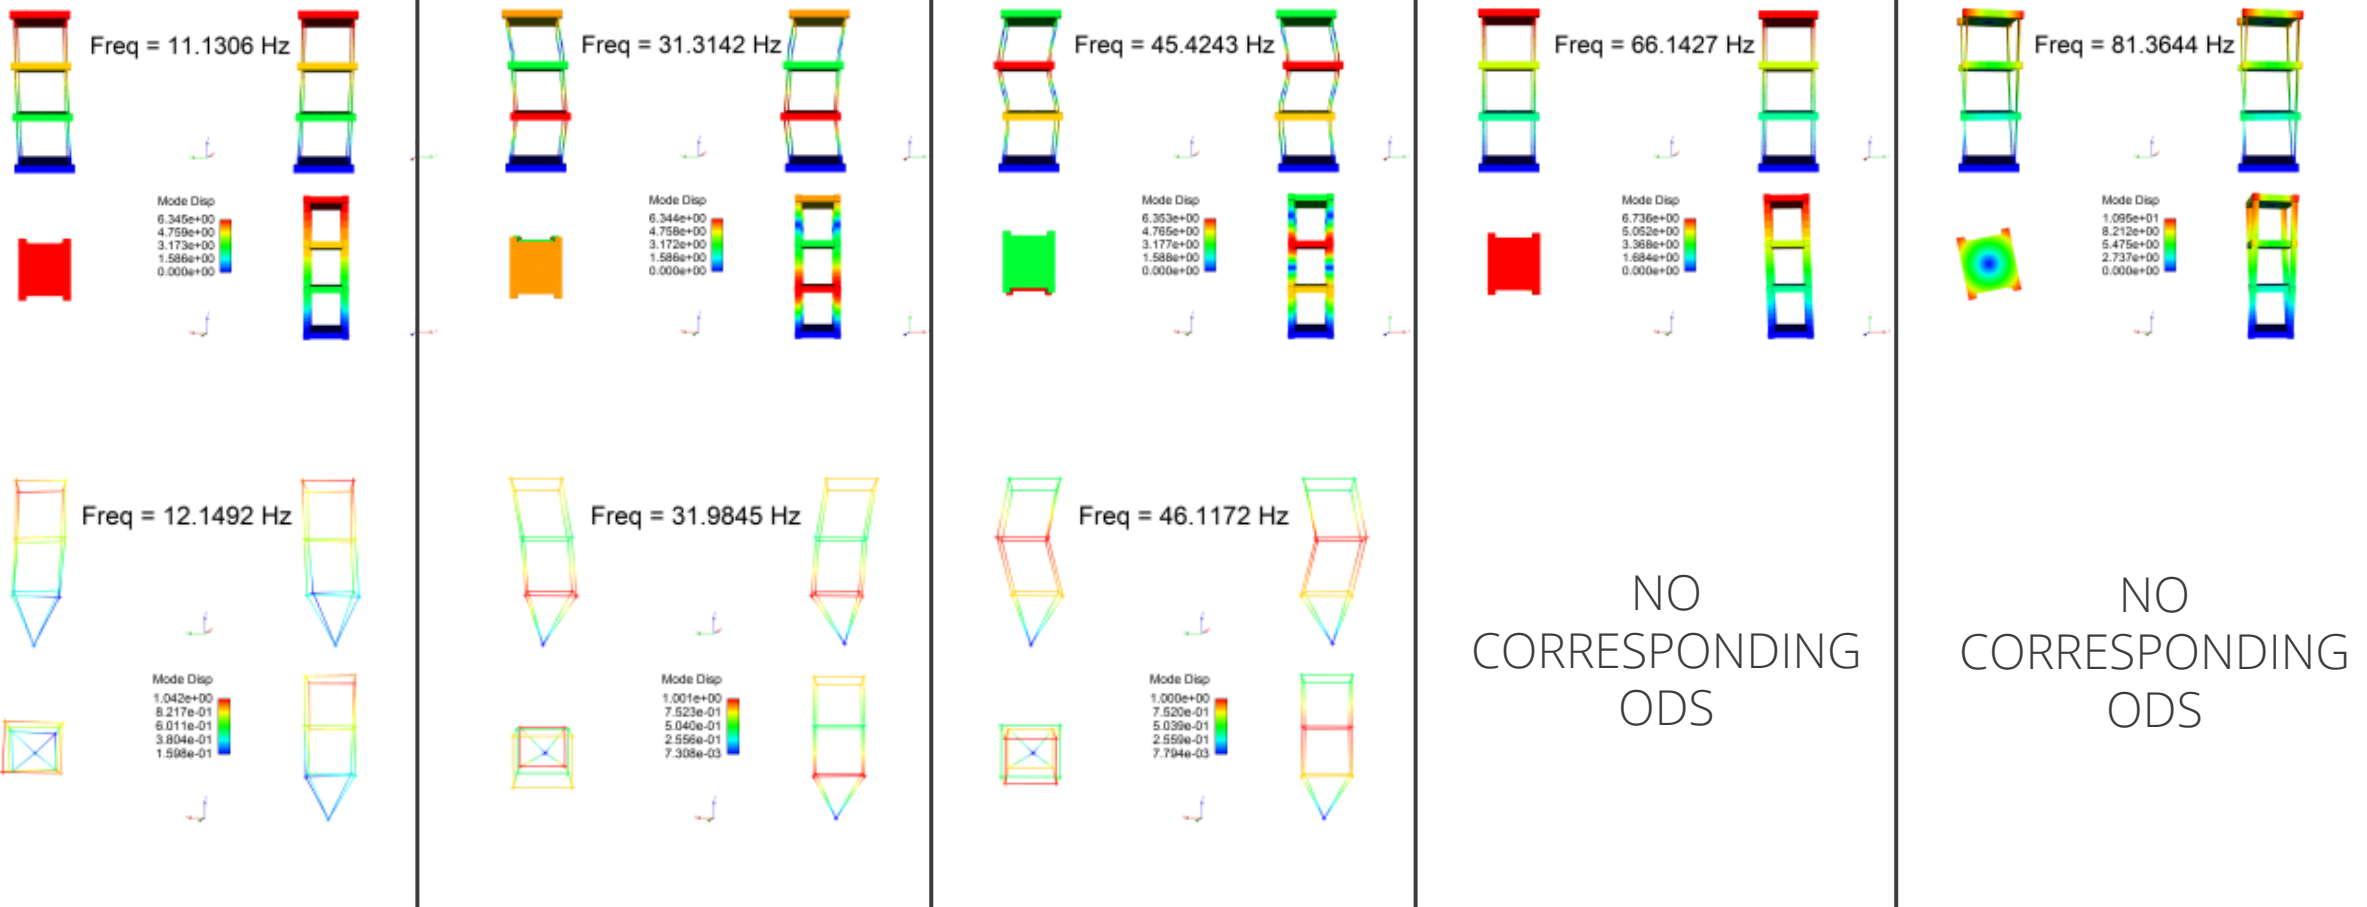 Freq = 11.1306 Hz
Mode Disp
6.345e+00
4.759e+00
3.173e+00
1.586e+00
0.000e+00
Freq = 12.1492 Hz
Mode Disp
1.042e+00
8.217e-01
6.011e-01
3.804e-01
1.598e-01
Freq = 31.3142 Hz
Mode Disp
6.344e+00
4.758e+00
3.172e+00
1.586e+00
0.000e+00
Freq = 31.9845 Hz
Mode Disp
1.001e+00
7.523e-01
5.040e-01
2.556e-01
7.308e-03
Freq = 45.4243 Hz
Mode Disp
6.353e+00
4.765e+00
3.177e+00
1.588e+00
0.000e+00
Freq = 46.1172 Hz
Mode Disp
1.000e+00
7.520e-01
5.039e-01
2.559e-01
7.794e-03
Freq = 66.1427 Hz
Mode Disp
6.736e+00
5.052e+00
3.368e+00
1.684e+00
0.000e+00
NO
CORRESPONDING
ODS
Freq = 81.3644 Hz
Mode Disp
1.095e+01
8.212e+00
5.475e+00
2.737e+00
0.000e+00
NO
CORRESPONDING
ODS